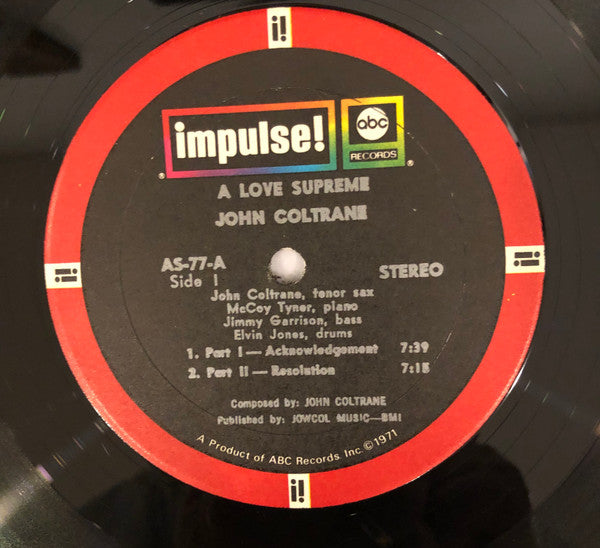 i!
impulse!
abc
RECORDS
A LOVE SUPREME
JOHN COLTRANE
AS-77-A
STEREO
Side 1
John Coltrane, tenor sax
McCoy Tyner, piano
Jimmy Garrison, bass
Elvin Jones, drums
1. Part I—Acknowledgement 7:39
2. Part II—Resolution 7:15
Composed by: JOHN COLTRANE
Published by: JOWCOL MUSIC—BMI
A Product of ABC Records Inc. ©1971
i!
i!
i!